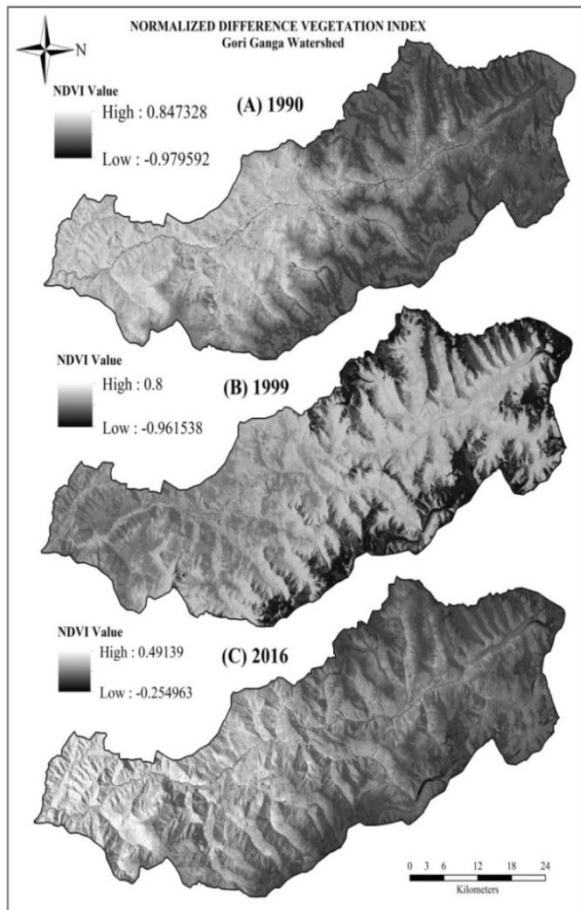 NORMALIZED DIFFERENCE VEGETATION INDEX
Gori Ganga Watershed
N
NDVI Value
High : 0.847328
Low : -0.979592
(A) 1990
NDVI Value
High : 0.8
Low : -0.961538
(B) 1999
NDVI Value
High : 0.49139
Low : -0.254963
(C) 2016
0 3 6 12 18 24
Kilometers